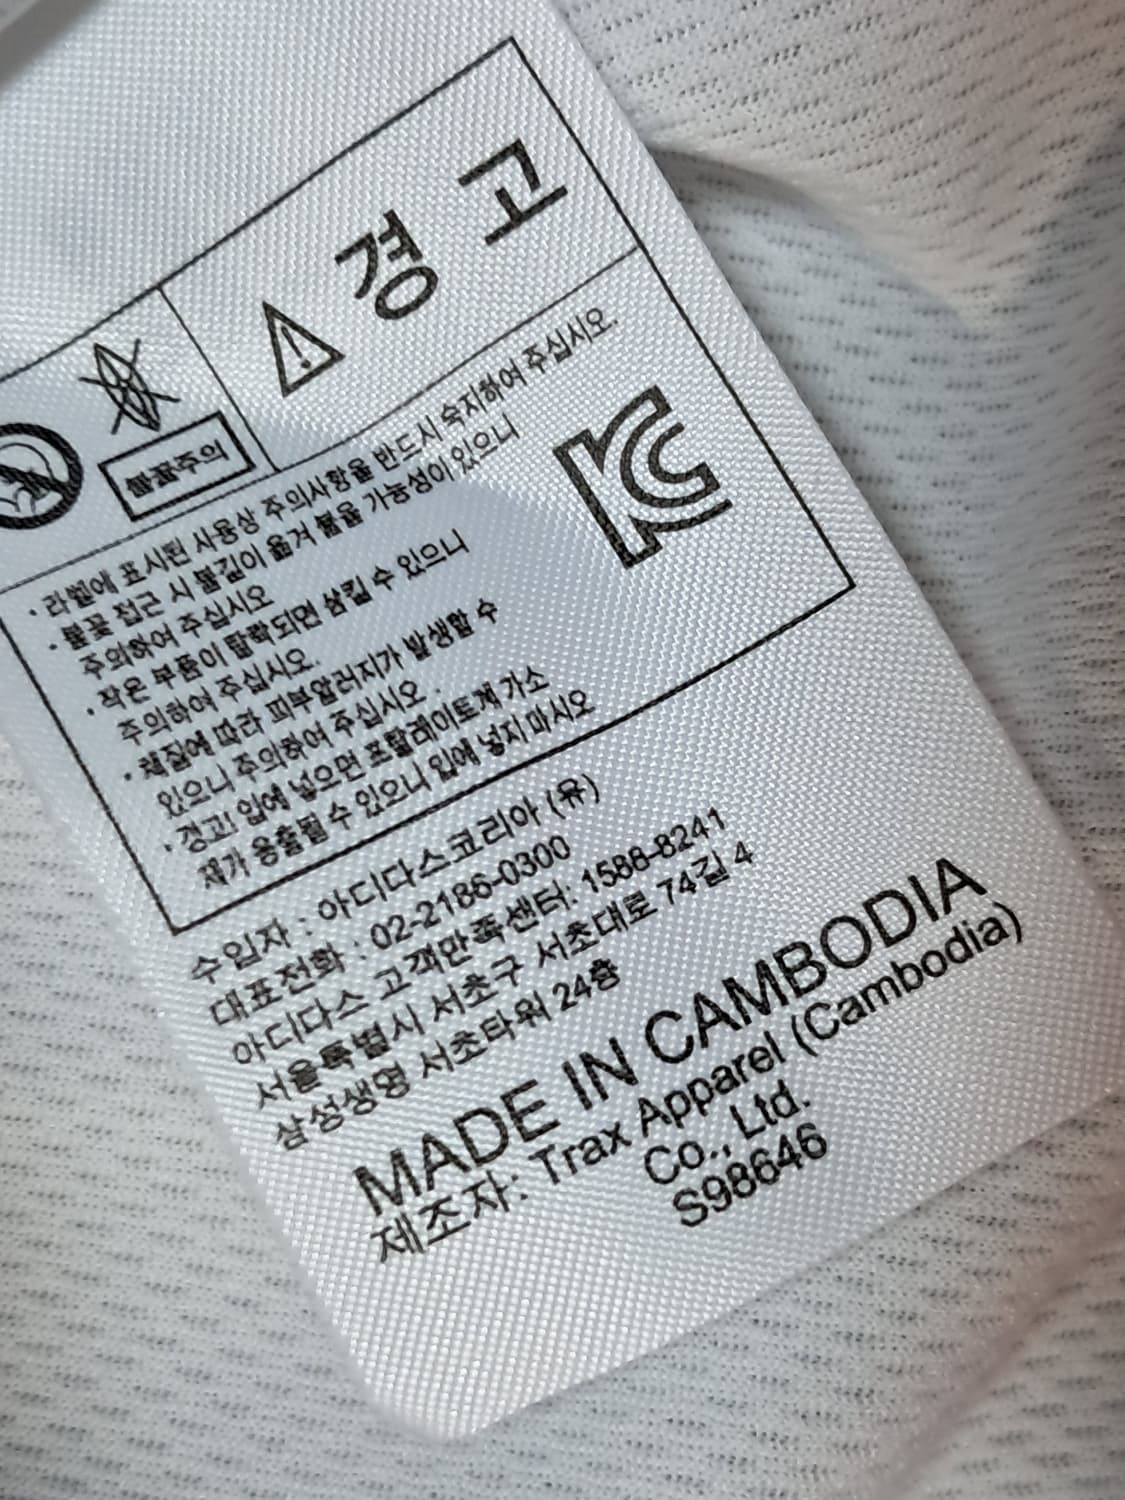 ⚠ 경 고
불꽃주의
· 라벨에 표시된 사용상 주의사항을 반드시 숙지하여 주십시오.
· 불꽃 접근 시 불길이 옮겨 붙을 가능성이 있으니
주의하여 주십시오
· 작은 부품이 탈락되면 삼킬 수 있으니
주의하여 주십시오.
· 체질에 따라 피부알러지가 발생할 수
있으니 주의하여 주십시오 .
· 경고! 입에 넣으면 프탈레이트계 가소
제가 용출될 수 있으니 입에 넣지 마시오
KC
수입자 : 아디다스코리아 (유)
대표전화 : 02-2186-0300
아디다스 고객만족센터: 1588-8241
서울특별시 서초구 서초대로 74길 4
삼성생명 서초타워 24층
MADE IN CAMBODIA
제조자: Trax Apparel (Cambodia)
Co., Ltd.
S98646